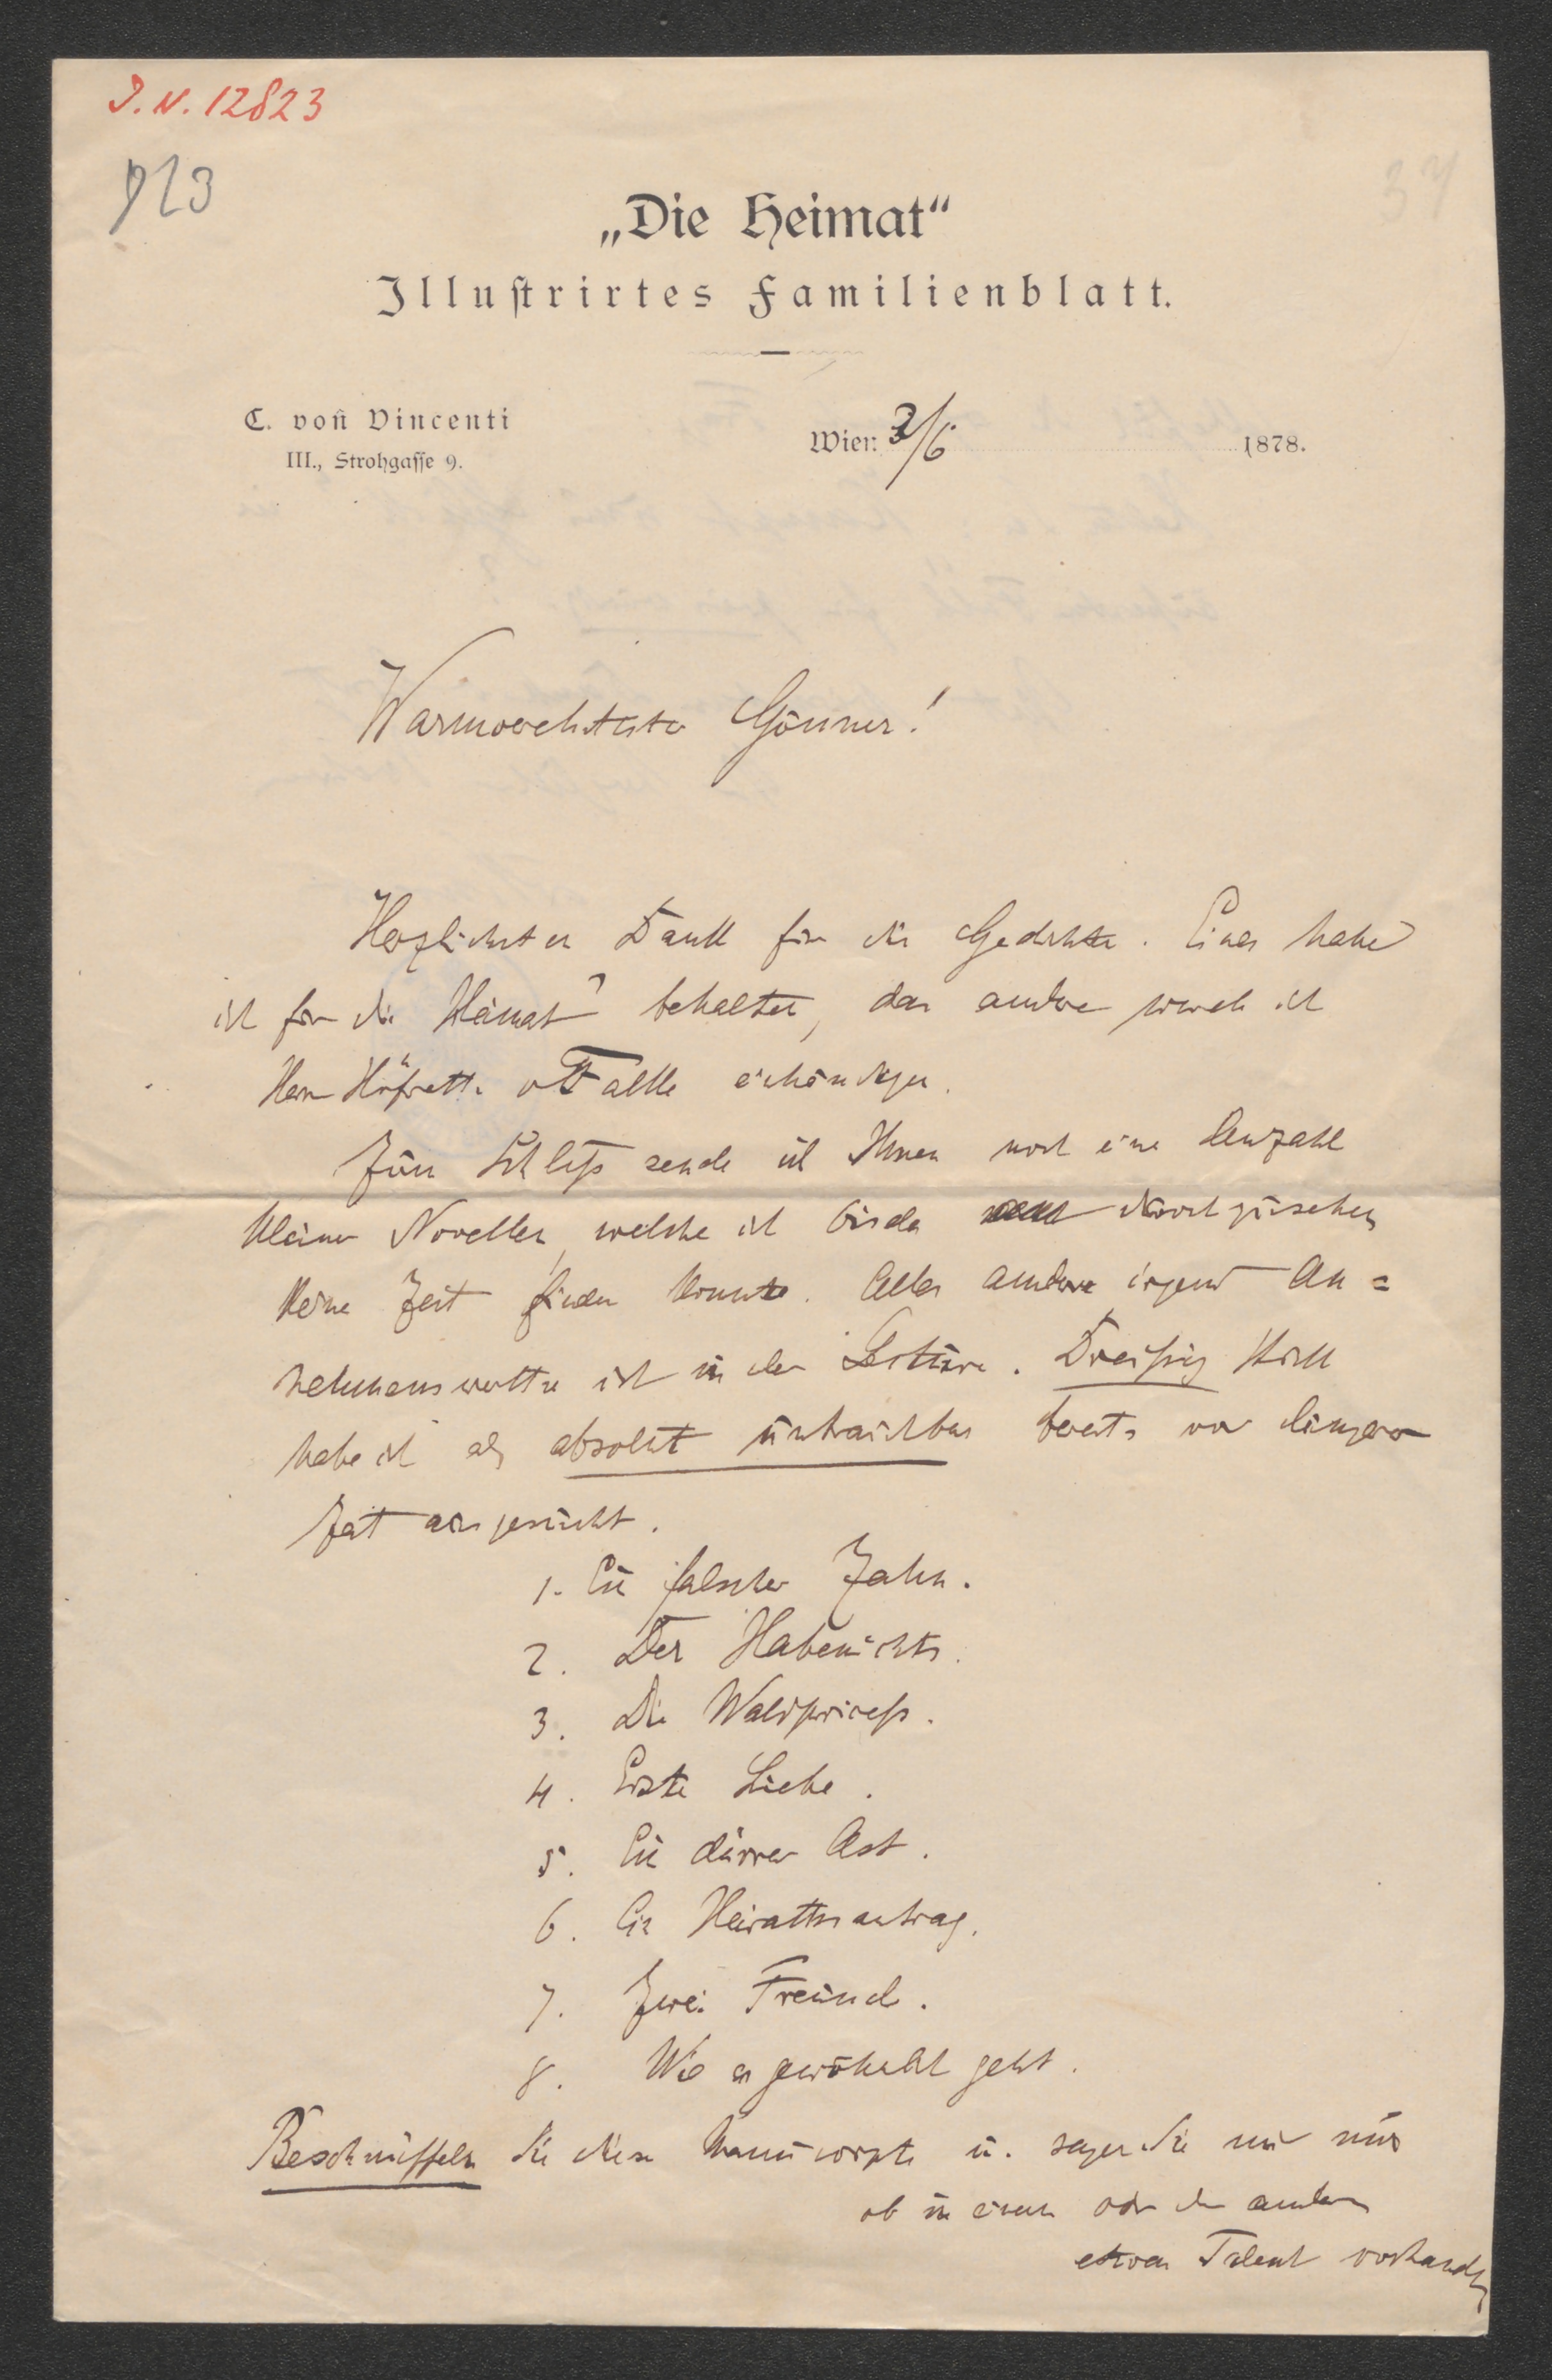 J.N. 12823
923
37
„Die Heimat“
Illustrirtes Familienblatt.
C. von Vincenti
III., Strohgasse 9.
Wien 3/6 1878.
Warmverehrtester Gönner!
Herzlichsten Dank für die Gedichte. Eines habe
ich für die „Heimat“ behalten, das andere werde ich
Herrn Hofrathe v Falke einhändigen.
Zum Schluß sende ich Ihnen noch eine Anzahl
kleiner Novellen, welche ich leider durchzusehen
keine Zeit finden konnte. Alles andere irgend An=
nehmenswerthe ist in der Lectüre. Dreißig Stück
habe ich als absolut unbrauchbar bereits vor längerer
Zeit ausgesucht.
1. Ein falscher Zahn.
2. Der Habenichts.
3. Die Waldprinceß.
4. Erste Liebe.
5. Ein dürrer Ast.
6. Ein Heirathsantrag.
7. Zwei Freunde.
8. Wie es gewöhnlich geht.
Beschnüffeln Sie diese Manuscripte u. sagen Sie mir nur
ob in einem oder dem andern
etwas Talent vorhanden